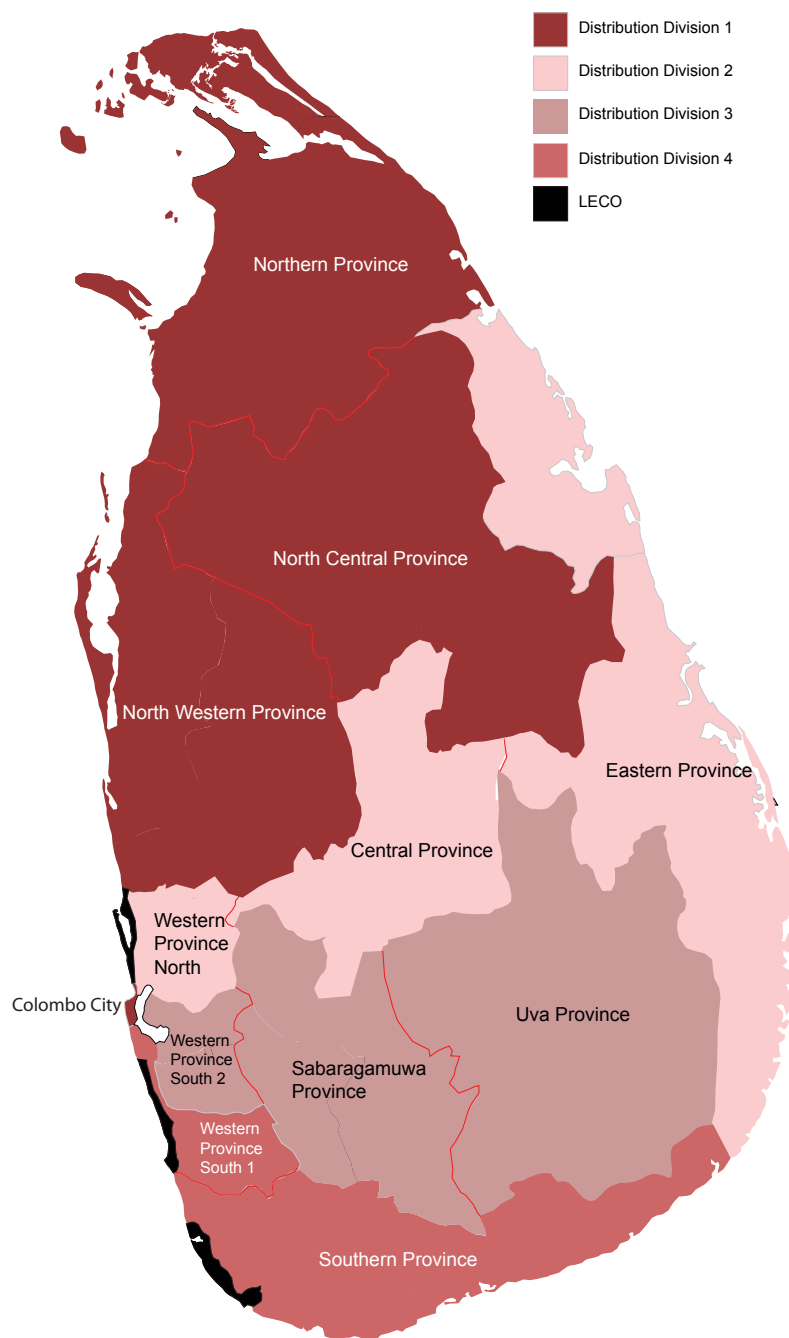 Distribution Division 1
Distribution Division 2
Distribution Division 3
Distribution Division 4
LECO
Northern Province
North Central Province
North Western Province
Eastern Province
Central Province
Western
Province
North
Colombo City
Uva Province
Western
Province
South 2
Sabaragamuwa
Province
Western
Province
South 1
Southern Province